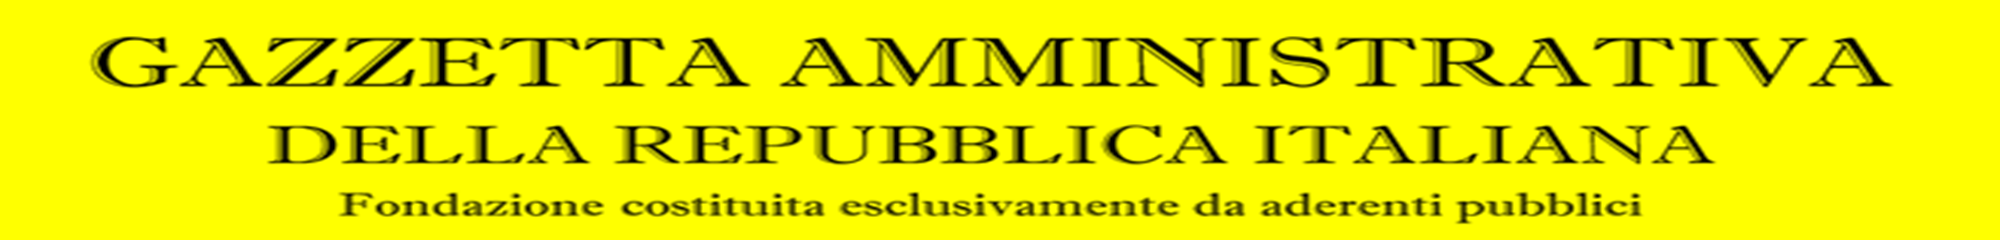 GAZZETTA AMMINISTRATIVA
DELLA REPUBBLICA ITALIANA
Fondazione costituita esclusivamente da aderenti pubblici